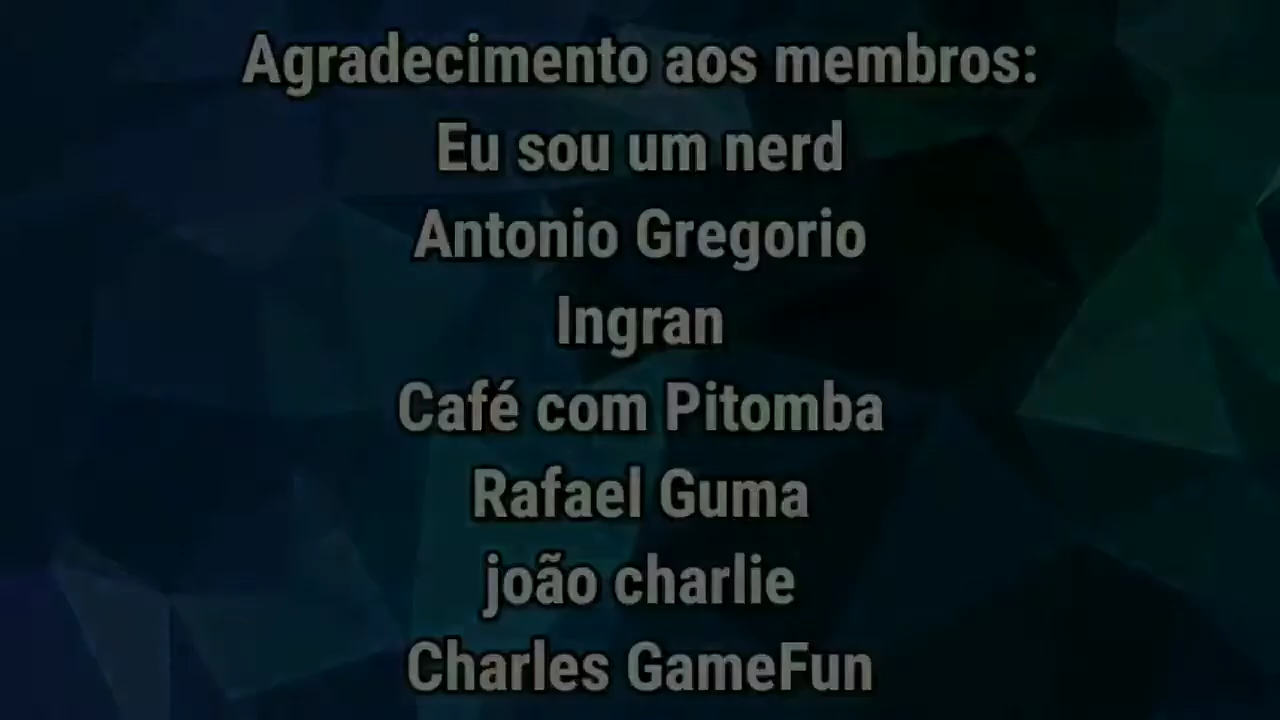 Agradecimento aos membros:
Eu sou um nerd
Antonio Gregorio
Ingran
Café com Pitomba
Rafael Guma
joão charlie
Charles GameFun